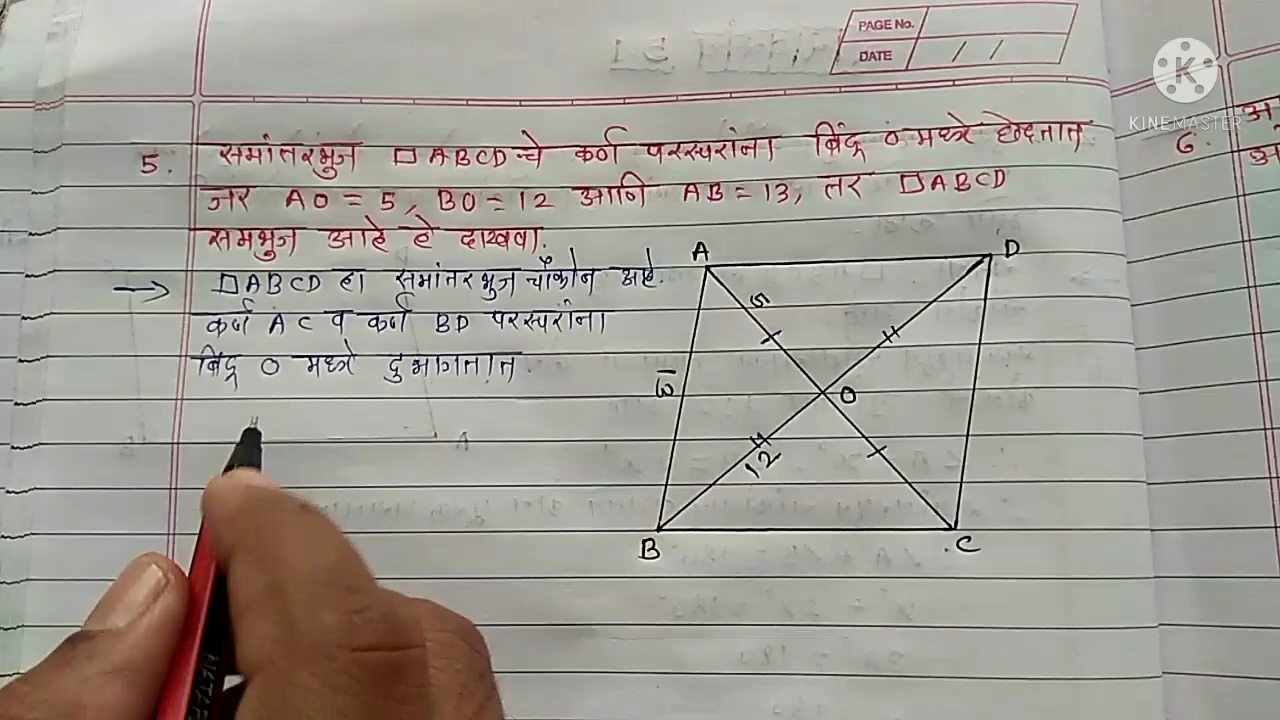 PAGE No.
DATE / /
KINEMASTER
5. समांतरभुज □ABCD चे कर्ण परस्परांना बिंदू O मध्ये छेदतात
जर AO = 5, BO = 12 आणि AB = 13, तर □ABCD
समभुज आहे हे दाखवा.
→ □ABCD हा समांतरभुज चौकोन आहे.
कर्ण AC व कर्ण BD परस्परांना
बिंदू O मध्ये दुभागतात.
A
D
5
O
12
B
C
6.